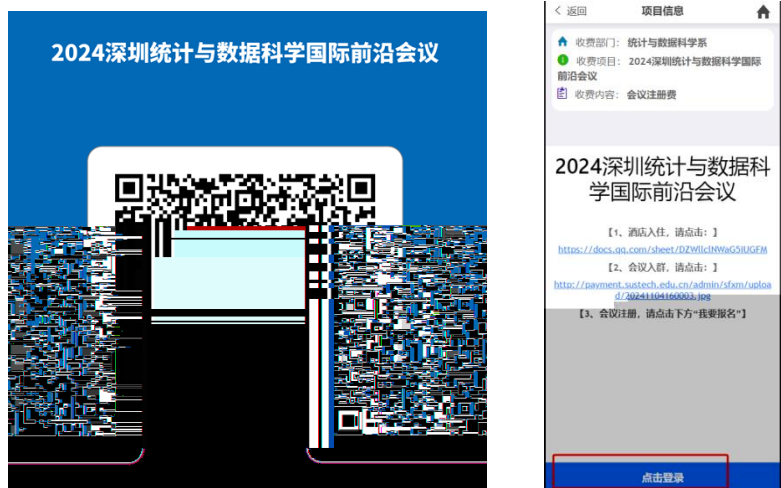 2024深圳统计与数据科学国际前沿会议
返回 项目信息
收费部门： 统计与数据科学系
收费项目： 2024深圳统计与数据科学国际
前沿会议
收费内容： 会议注册费
2024深圳统计与数据科
学国际前沿会议
【1、酒店入住，请点击：】
【2、会议入群，请点击：】
http://payment.sustech.edu.cn/admin/sfxm/uploa
d/20241104160003.jpg
【3、会议注册，请点击下方“我要报名”】
点击登录